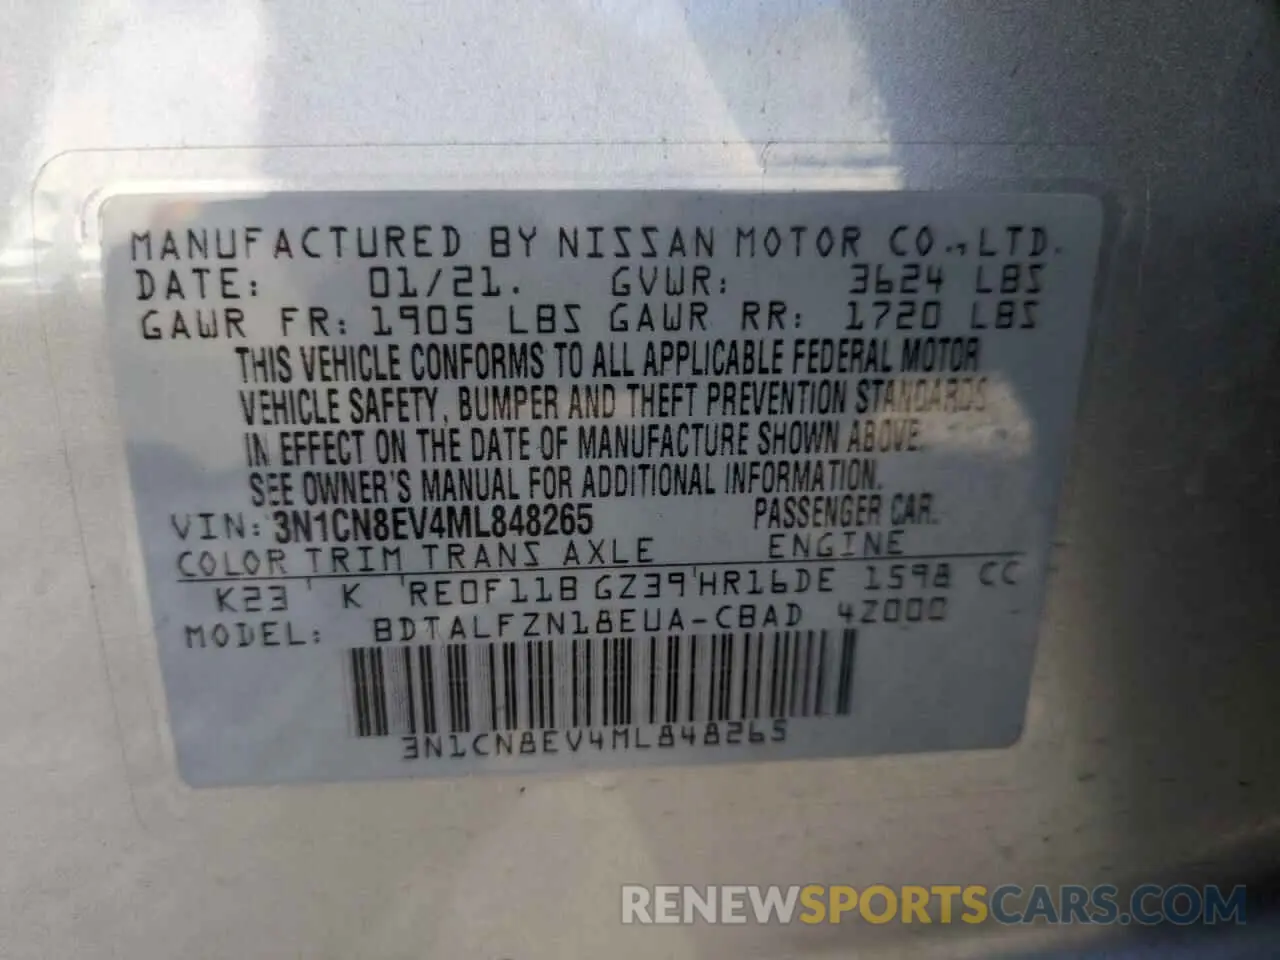 MANUFACTURED BY NISSAN MOTOR CO., LTD.
DATE: 01/21. GVWR: 3624 LBS
GAWR FR: 1905 LBS GAWR RR: 1720 LBS
THIS VEHICLE CONFORMS TO ALL APPLICABLE FEDERAL MOTOR
VEHICLE SAFETY, BUMPER AND THEFT PREVENTION STANDARDS
IN EFFECT ON THE DATE OF MANUFACTURE SHOWN ABOVE.
SEE OWNER'S MANUAL FOR ADDITIONAL INFORMATION.
VIN: 3N1CN8EV4ML848265 PASSENGER CAR.
COLOR TRIM TRANS AXLE ENGINE
K23 K RE0F11B GZ39 HR16DE 1598 CC
MODEL: BDTALFZN18EUA-CBAD 4Z000
3N1CN8EV4ML848265
RENEWSPORTSCARS.COM